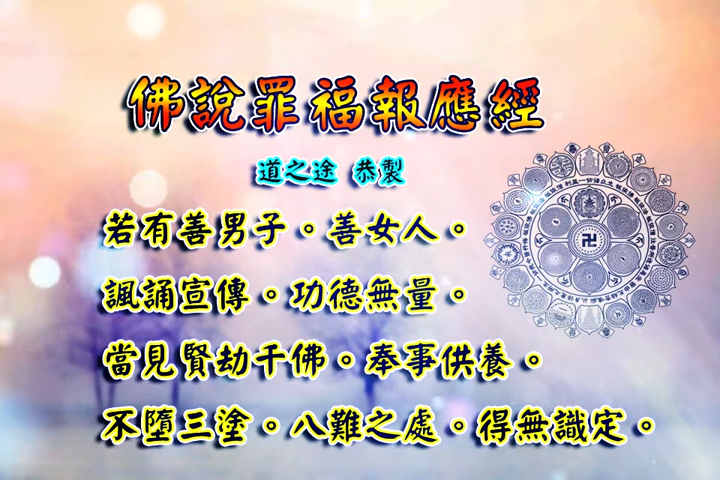 佛說罪福報應經
道之途 恭製
若有善男子。善女人。
諷誦宣傳。功德無量。
當見賢劫千佛。奉事供養。
不墮三塗。八難之處。得無識定。